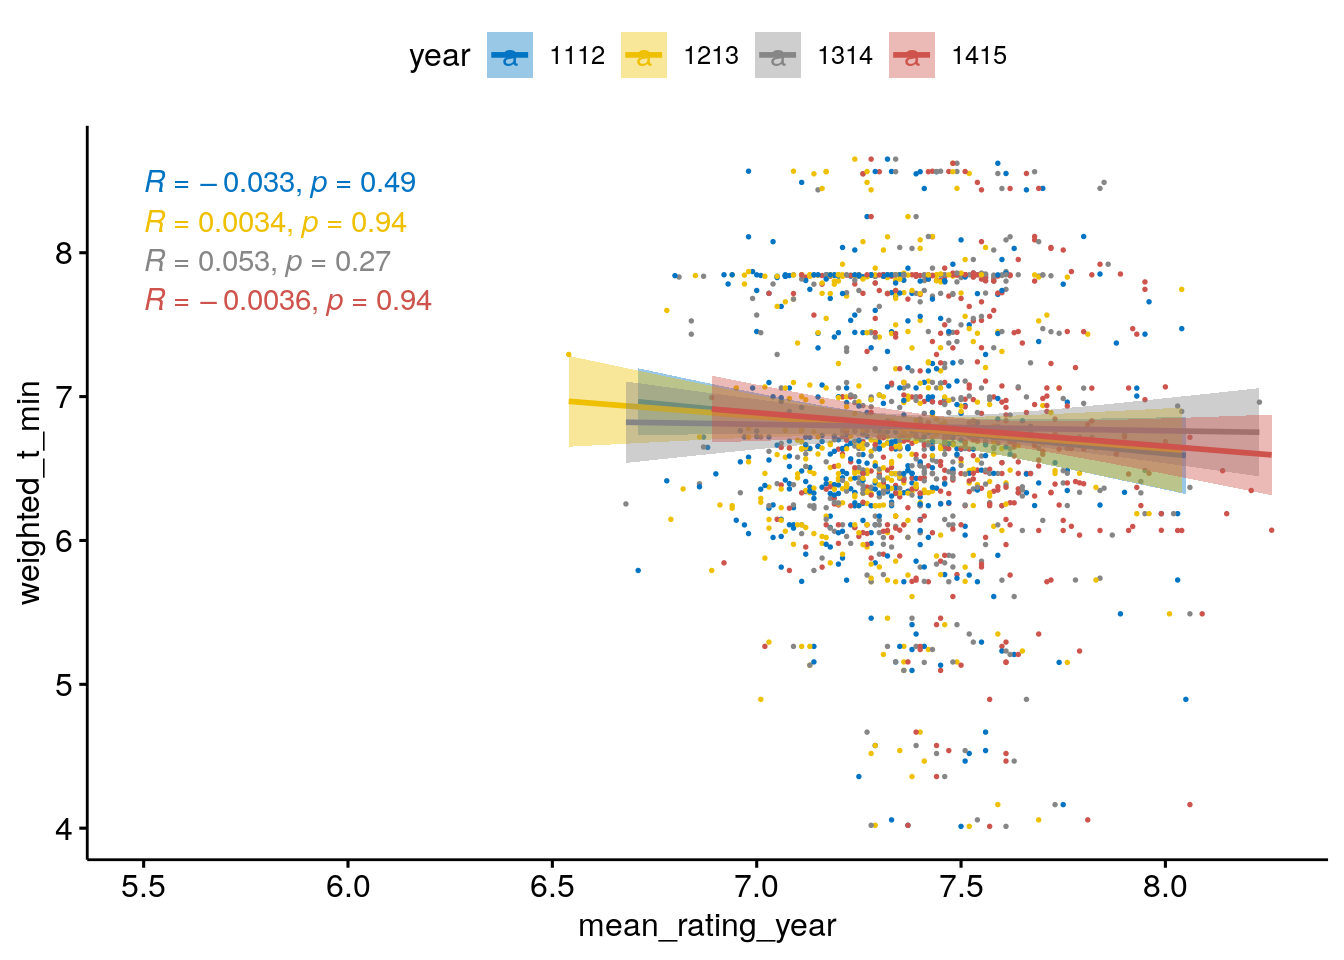 year a 1112 a 1213 a 1314 a 1415
R = −0.033, p = 0.49
R = 0.0034, p = 0.94
R = 0.053, p = 0.27
R = −0.0036, p = 0.94
8
7
6
5
4
weighted_t_min
5.5 6.0 6.5 7.0 7.5 8.0
mean_rating_year